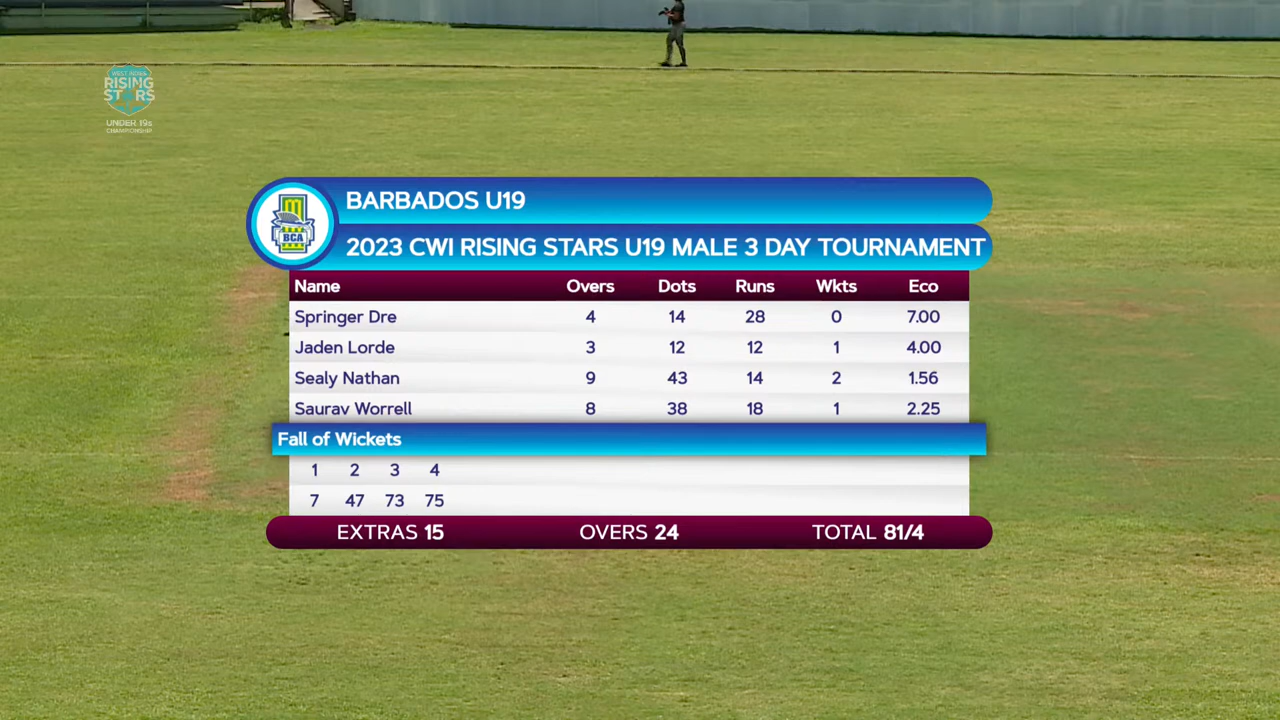 WEST INDIES
RISING
STARS
UNDER 19s
CHAMPIONSHIP
BARBADOS U19
BCA
2023 CWI RISING STARS U19 MALE 3 DAY TOURNAMENT
Name Overs Dots Runs Wkts Eco
Springer Dre 4 14 28 0 7.00
Jaden Lorde 3 12 12 1 4.00
Sealy Nathan 9 43 14 2 1.56
Saurav Worrell 8 38 18 1 2.25
Fall of Wickets
1 2 3 4
7 47 73 75
EXTRAS 15 OVERS 24 TOTAL 81/4